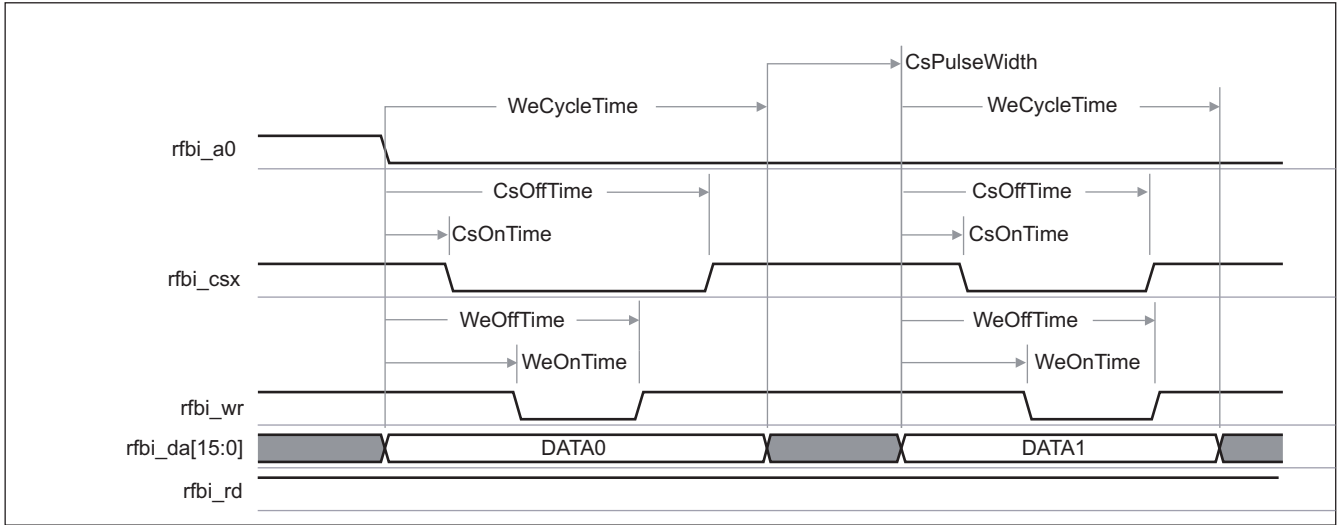 CsPulseWidth
WeCycleTime WeCycleTime
rfbi_a0
CsOffTime CsOffTime
CsOnTime CsOnTime
rfbi_csx
WeOffTime WeOffTime
WeOnTime WeOnTime
rfbi_wr
rfbi_da[15:0] DATA0 DATA1
rfbi_rd